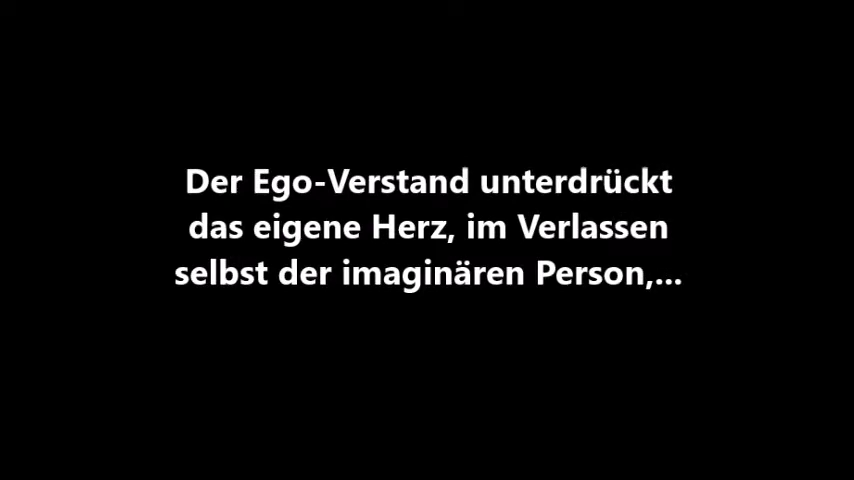 Der Ego-Verstand unterdrückt
das eigene Herz, im Verlassen
selbst der imaginären Person,...